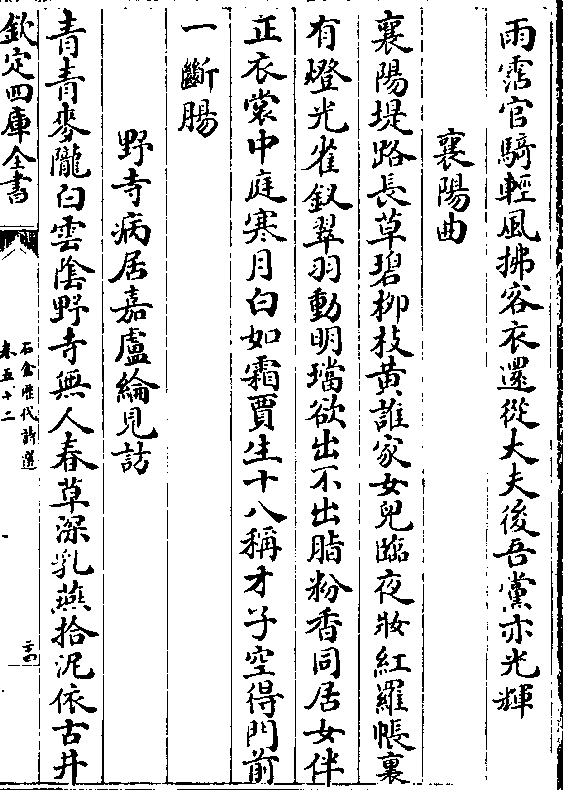 雨霑官騎輕風拂客衣還從大夫後吾黨亦光輝
襄陽曲
襄陽堤路長草碧柳枝黄誰家女兒臨夜妝紅羅帳裏
有燈光雀釵翠羽動明璫欲出不出脂粉香同居女伴
正衣裳中庭寒月白如霜賈生十八稱才子空得門前
一斷腸
野寺病居嘉盧綸見訪
青青麥隴白雲陰野寺無人春草深乳燕拾泥依古井
欽定四庫全書
石倉歷代詩選
卷五十二